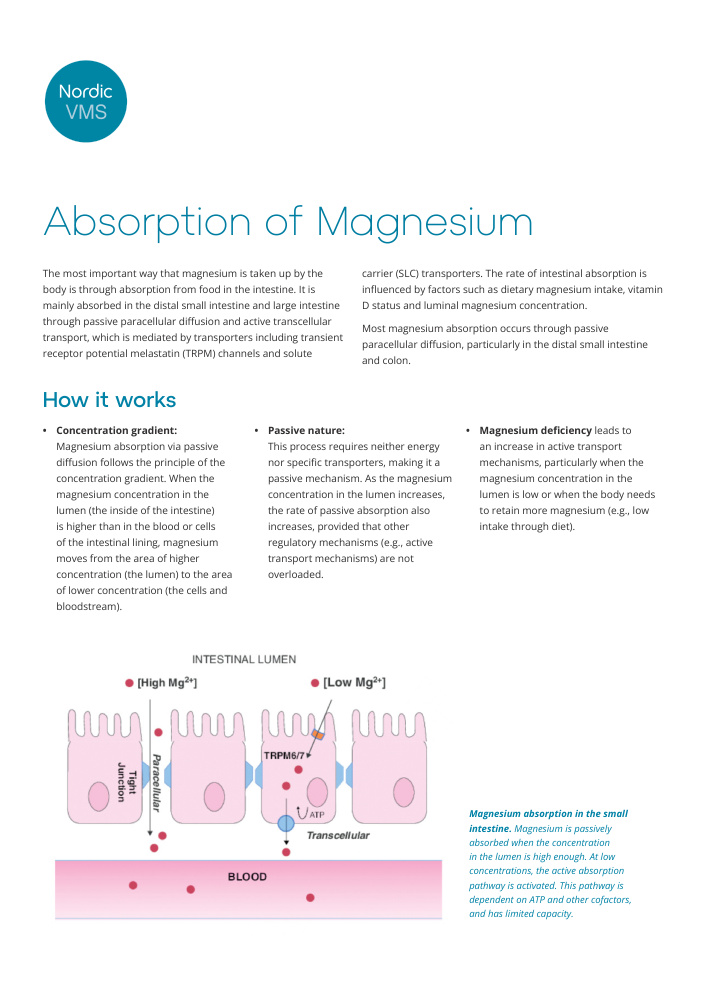 Nordic
VMS
Absorption of Magnesium
The most important way that magnesium is taken up by the
body is through absorption from food in the intestine. It is
mainly absorbed in the distal small intestine and large intestine
through passive paracellular diffusion and active transcellular
transport, which is mediated by transporters including transient
receptor potential melastatin (TRPM) channels and solute
carrier (SLC) transporters. The rate of intestinal absorption is
influenced by factors such as dietary magnesium intake, vitamin
D status and luminal magnesium concentration.
Most magnesium absorption occurs through passive
paracellular diffusion, particularly in the distal small intestine
and colon.
How it works
• Concentration gradient:
Magnesium absorption via passive
diffusion follows the principle of the
concentration gradient. When the
magnesium concentration in the
lumen (the inside of the intestine)
is higher than in the blood or cells
of the intestinal lining, magnesium
moves from the area of higher
concentration (the lumen) to the area
of lower concentration (the cells and
bloodstream).
• Passive nature:
This process requires neither energy
nor specific transporters, making it a
passive mechanism. As the magnesium
concentration in the lumen increases,
the rate of passive absorption also
increases, provided that other
regulatory mechanisms (e.g., active
transport mechanisms) are not
overloaded.
• Magnesium deficiency leads to
an increase in active transport
mechanisms, particularly when the
magnesium concentration in the
lumen is low or when the body needs
to retain more magnesium (e.g., low
intake through diet).
INTESTINAL LUMEN
[High Mg²⁺]
[Low Mg²⁺]
Tight
Junction
Paracellular
TRPM6/7
ATP
Transcellular
BLOOD
Magnesium absorption in the small
intestine. Magnesium is passively
absorbed when the concentration
in the lumen is high enough. At low
concentrations, the active absorption
pathway is activated. This pathway is
dependent on ATP and other cofactors,
and has limited capacity.